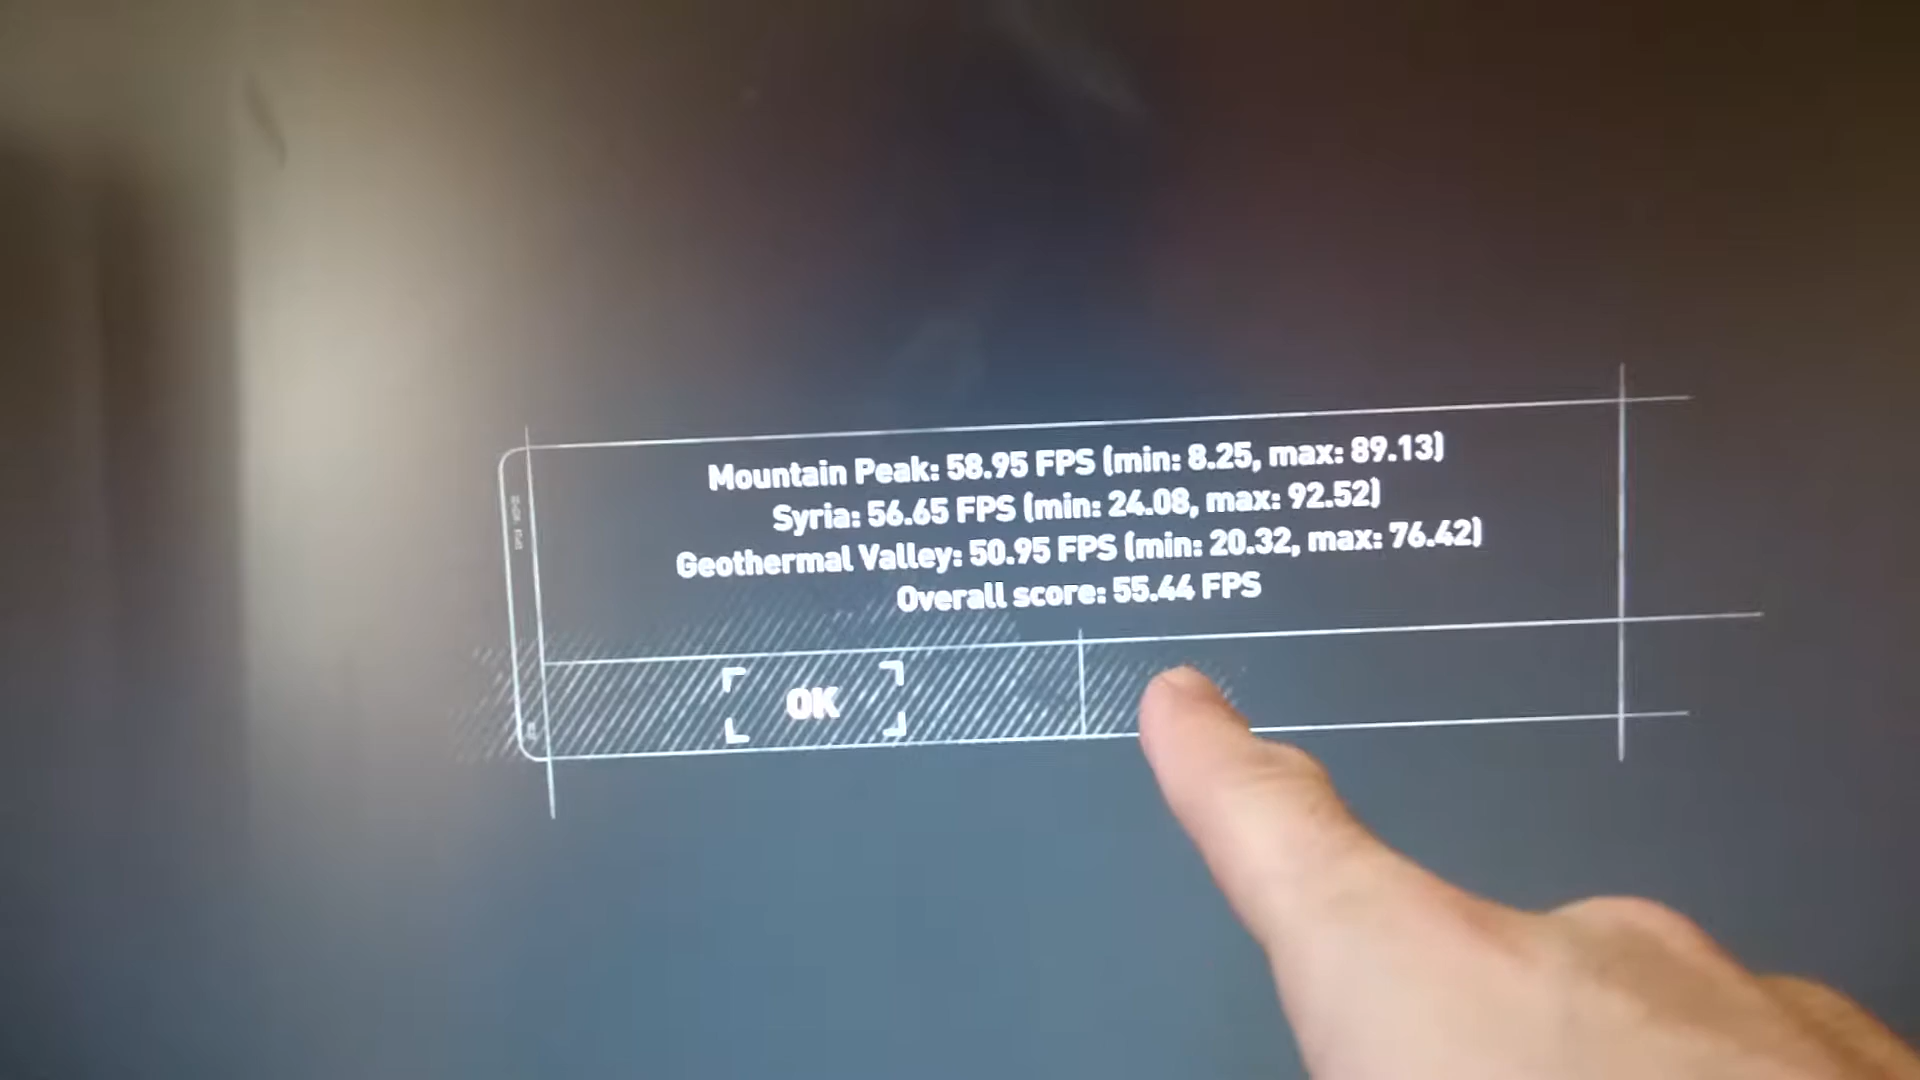 Mountain Peak: 58.95 FPS (min: 8.25, max: 89.13)
Syria: 56.65 FPS (min: 24.08, max: 92.52)
Geothermal Valley: 50.95 FPS (min: 20.32, max: 76.42)
Overall score: 55.44 FPS
OK